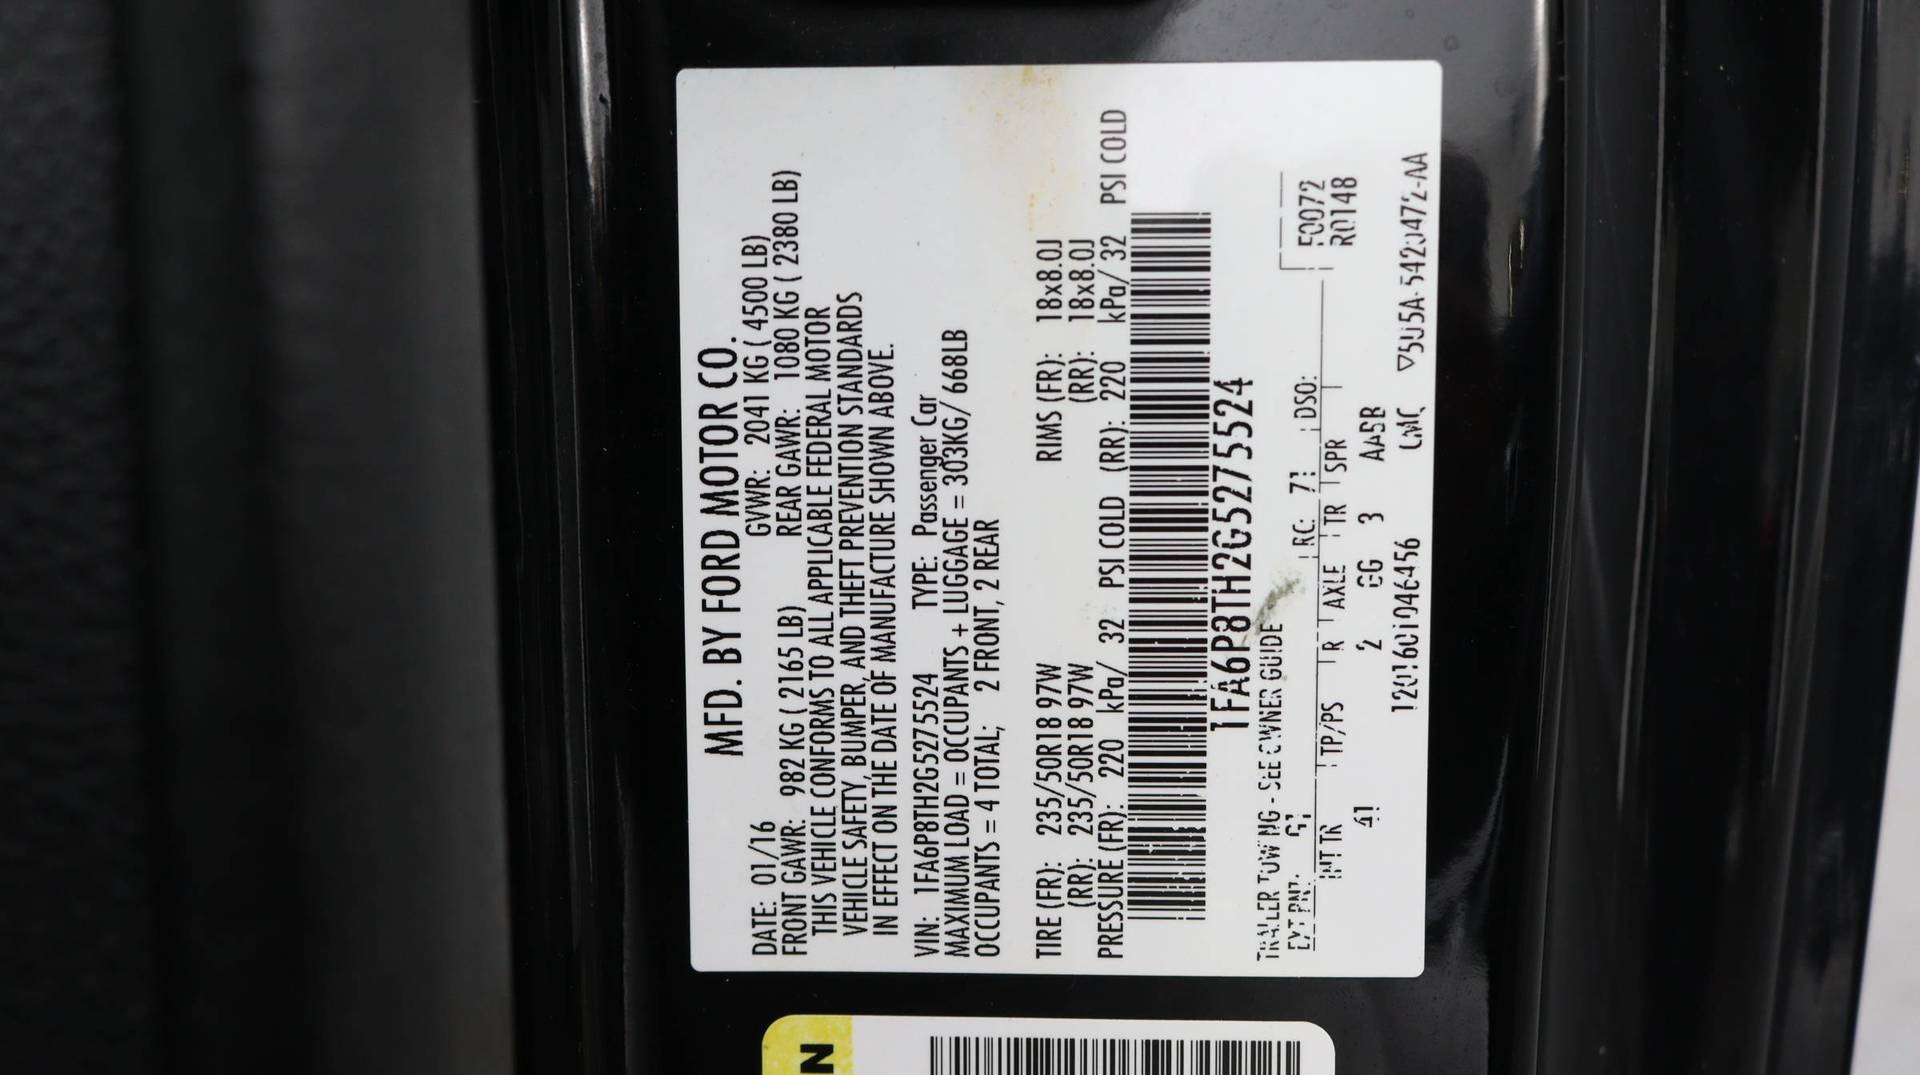 MFD. BY FORD MOTOR CO.
DATE: 01/16 GVWR: 2041 KG ( 4500 LB)
FRONT GAWR: 982 KG ( 2165 LB) REAR GAWR: 1080 KG ( 2380 LB)
THIS VEHICLE CONFORMS TO ALL APPLICABLE FEDERAL MOTOR
VEHICLE SAFETY, BUMPER, AND THEFT PREVENTION STANDARDS
IN EFFECT ON THE DATE OF MANUFACTURE SHOWN ABOVE.
VIN: 1FA6P8TH2G5275524 TYPE: Passenger Car
MAXIMUM LOAD = OCCUPANTS + LUGGAGE = 303KG/ 668LB
OCCUPANTS = 4 TOTAL; 2 FRONT, 2 REAR
TIRE (FR): 235/50R18 97W RIMS (FR): 18x8.0J
(RR): 235/50R18 97W (RR): 18x8.0J
PRESSURE (FR): 220 kPa/ 32 PSI COLD (RR): 220 kPa/ 32 PSI COLD
1FA6P8TH2G5275524
TRAILER TOWING - SEE OWNER GUIDE
EXT PNT: RC: 71 DSO: F0072
R0148
INT TR TP/PS R AXLE TR SPR
41 2 3